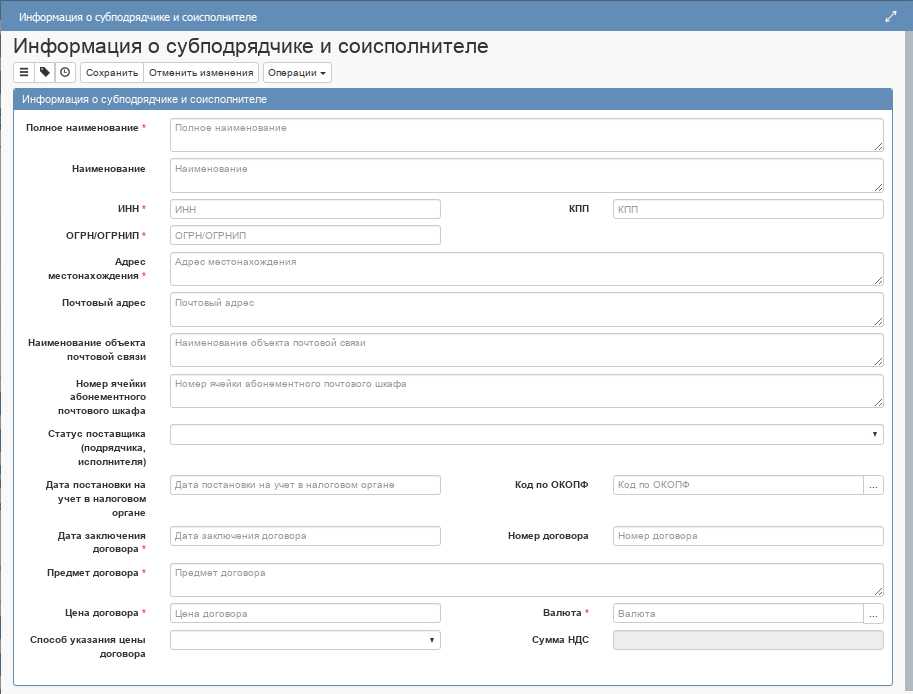 Информация о субподрядчике и соисполнителе
Информация о субподрядчике и соисполнителе
Сохранить Отменить изменения Операции
Информация о субподрядчике и соисполнителе
Полное наименование * Полное наименование
Наименование Наименование
ИНН * ИНН КПП КПП
ОГРН/ОГРНИП * ОГРН/ОГРНИП
Адрес
местонахождения * Адрес местонахождения
Почтовый адрес Почтовый адрес
Наименование объекта
почтовой связи Наименование объекта почтовой связи
Номер ячейки
абонементного
почтового шкафа Номер ячейки абонементного почтового шкафа
Статус поставщика
(подрядчика,
исполнителя)
Дата постановки на
учет в налоговом
органе Дата постановки на учет в налоговом органе Код по ОКОПФ Код по ОКОПФ ...
Дата заключения
договора * Дата заключения договора Номер договора Номер договора
Предмет договора * Предмет договора
Цена договора * Цена договора Валюта * Валюта ...
Способ указания цены
договора Сумма НДС